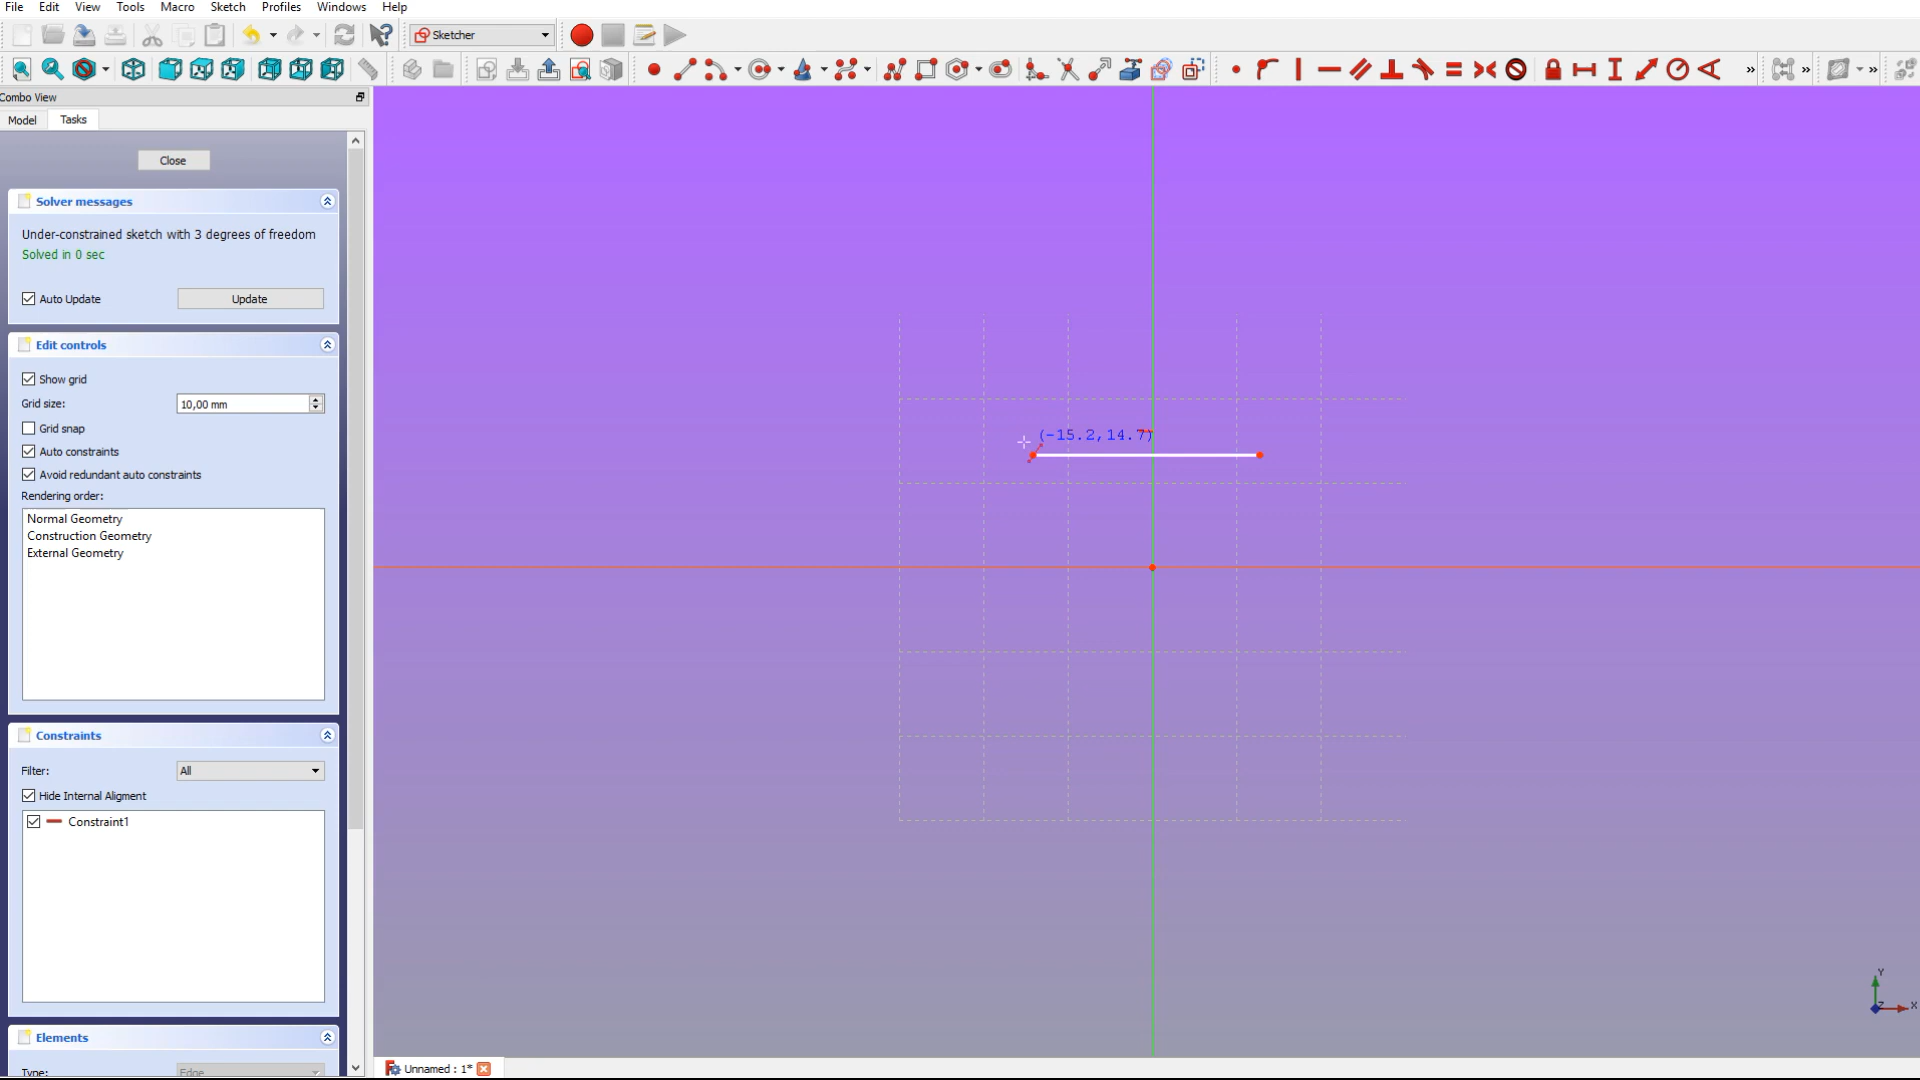 File Edit View Tools Macro Sketch Profiles Windows Help
Sketcher
Combo View
Model Tasks
Close
Solver messages
Under-constrained sketch with 3 degrees of freedom
Solved in 0 sec
Auto Update Update
Edit controls
Show grid
Grid size: 10,00 mm
Grid snap
Auto constraints
Avoid redundant auto constraints
Rendering order:
Normal Geometry
Construction Geometry
External Geometry
Constraints
Filter: All
Hide Internal Aligment
Constraint1
Elements
Type: Edge
(-15.2,14.7)
Y
Z X
Unnamed : 1*